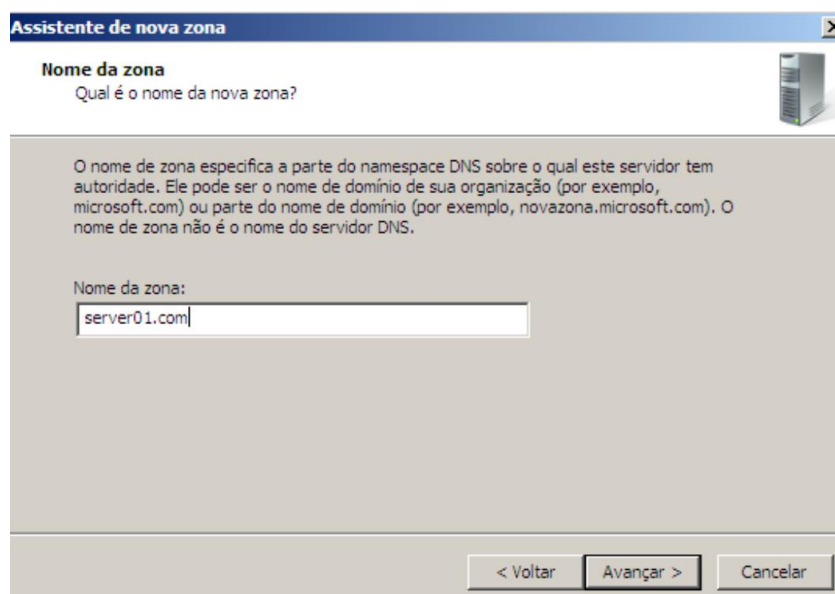 Assistente de nova zona
Nome da zona
Qual é o nome da nova zona?
O nome de zona especifica a parte do namespace DNS sobre o qual este servidor tem
autoridade. Ele pode ser o nome de domínio de sua organização (por exemplo,
microsoft.com) ou parte do nome de domínio (por exemplo, novazona.microsoft.com). O
nome de zona não é o nome do servidor DNS.
Nome da zona:
server01.com
< Voltar Avançar > Cancelar